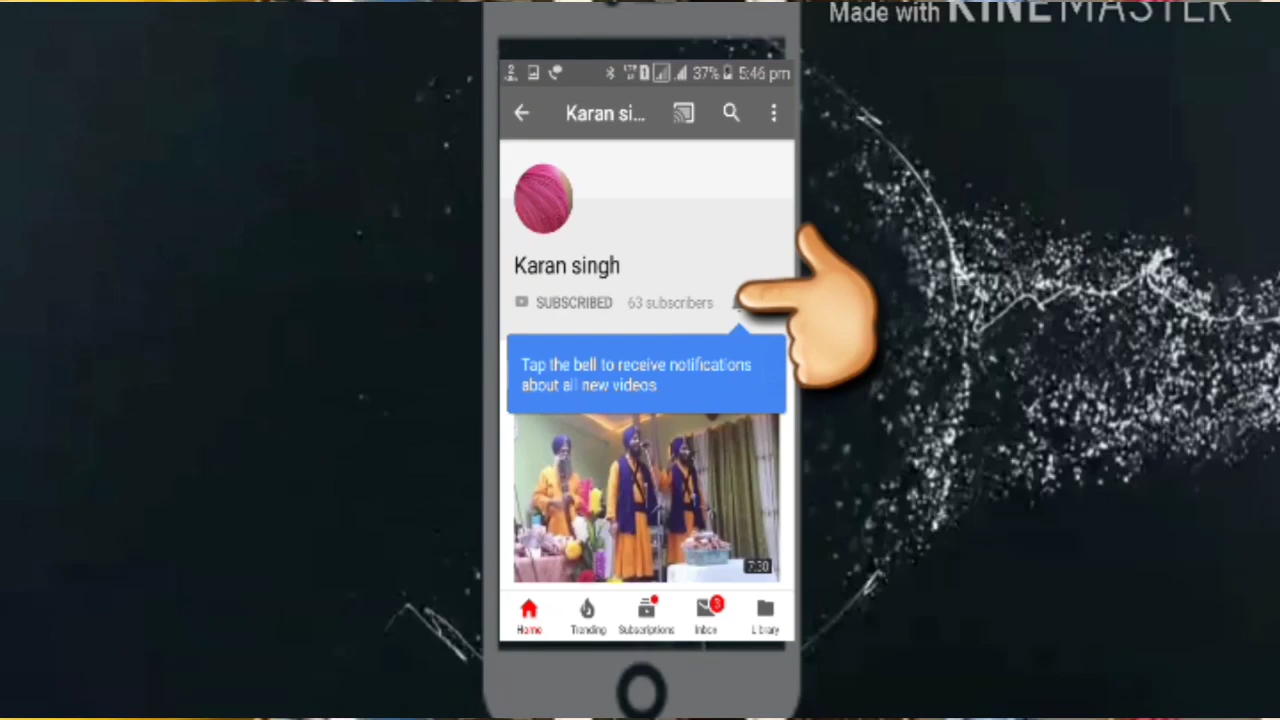 Made with KINEMASTER
37% 5:46 pm
Karan si...
Karan singh
SUBSCRIBED 63 subscribers
Tap the bell to receive notifications
about all new videos
7:30
3
Home Trending Subscriptions Inbox Library